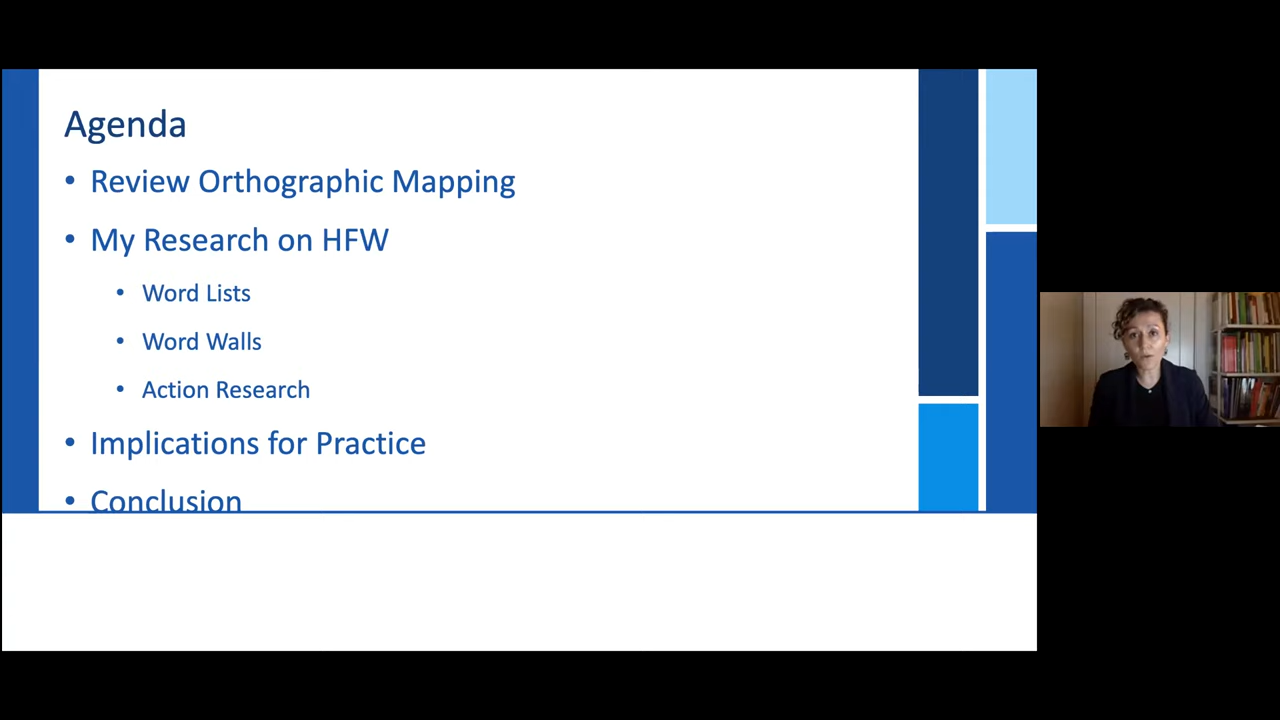 Agenda
• Review Orthographic Mapping
• My Research on HFW
• Word Lists
• Word Walls
• Action Research
• Implications for Practice
• Conclusion